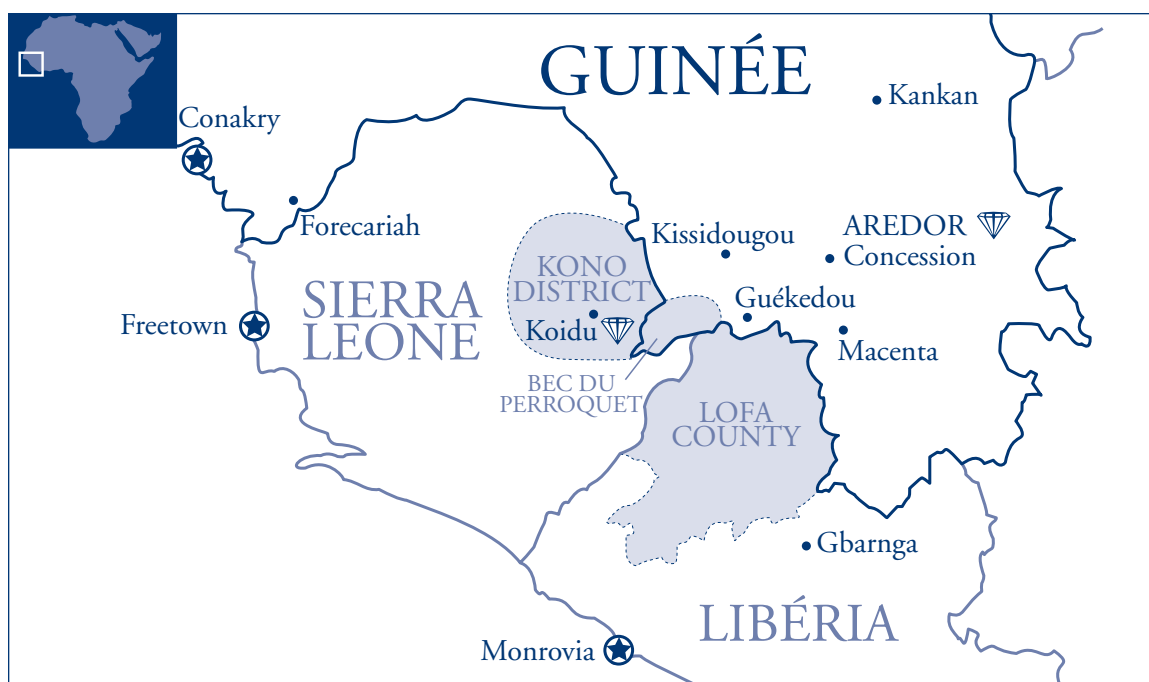 GUINÉE
Kankan
Conakry
Forecariah
AREDOR
Concession
Kissidougou
KONO
DISTRICT
SIERRA
LEONE
Guékedou
Freetown
Koidu
Macenta
BEC DU
PERROQUET
LOFA
COUNTY
Gbarnga
LIBÉRIA
Monrovia